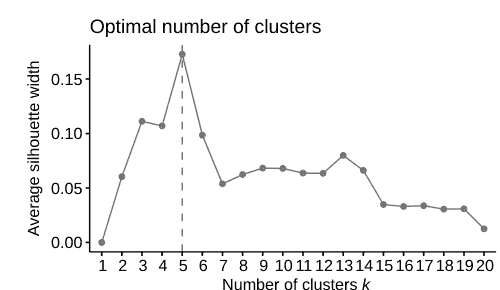 Optimal number of clusters
Average silhouette width
0.15
0.10
0.05
0.00
1 2 3 4 5 6 7 8 9 10 11 12 13 14 15 16 17 18 19 20
Number of clusters k